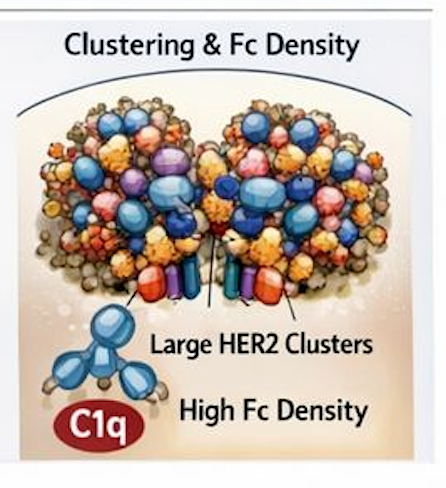 Clustering & Fc Density
Large HER2 Clusters
High Fc Density
C1q